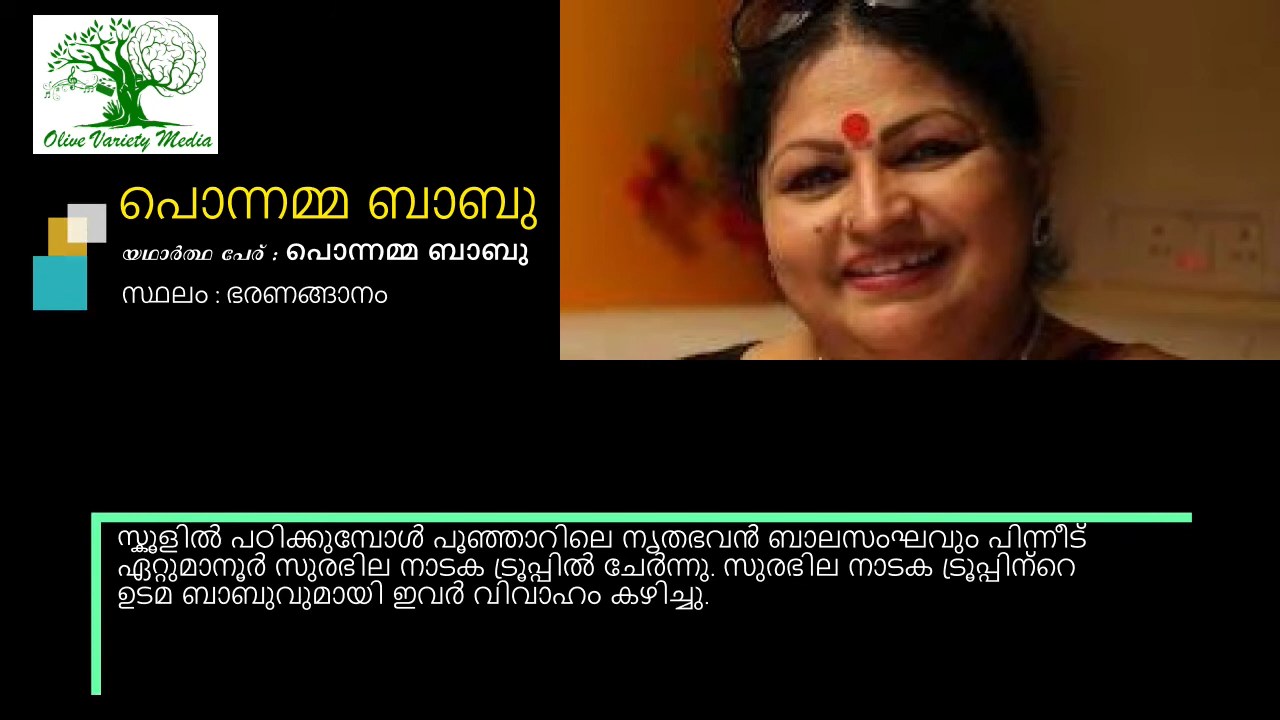 Olive Variety Media
പൊന്നമ്മ ബാബു
യഥാർത്ഥ പേര് : പൊന്നമ്മ ബാബു
സ്ഥലം : ഭരണങ്ങാനം
സ്കൂളിൽ പഠിക്കുമ്പോൾ പൂഞ്ഞാറിലെ നൃതഭവൻ ബാലസംഘവും പിന്നീട്
ഏറ്റുമാനൂർ സുരഭില നാടക ട്രൂപ്പിൽ ചേർന്നു. സുരഭില നാടക ട്രൂപ്പിന്റെ
ഉടമ ബാബുവുമായി ഇവർ വിവാഹം കഴിച്ചു.